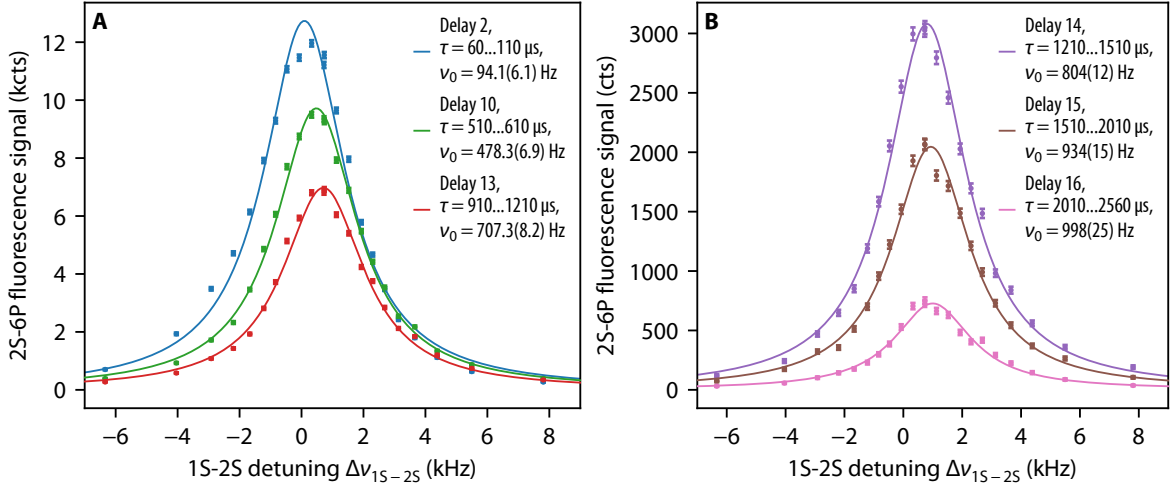 A
Delay 2,
τ = 60...110 µs,
ν₀ = 94.1(6.1) Hz
Delay 10,
τ = 510...610 µs,
ν₀ = 478.3(6.9) Hz
Delay 13,
τ = 910...1210 µs,
ν₀ = 707.3(8.2) Hz
2S-6P fluorescence signal (kcts)
12
10
8
6
4
2
0
−6 −4 −2 0 2 4 6 8
1S-2S detuning Δν₁S − ₂S (kHz)
B
Delay 14,
τ = 1210...1510 µs,
ν₀ = 804(12) Hz
Delay 15,
τ = 1510...2010 µs,
ν₀ = 934(15) Hz
Delay 16,
τ = 2010...2560 µs,
ν₀ = 998(25) Hz
2S-6P fluorescence signal (cts)
3000
2500
2000
1500
1000
500
0
−6 −4 −2 0 2 4 6 8
1S-2S detuning Δν₁S − ₂S (kHz)